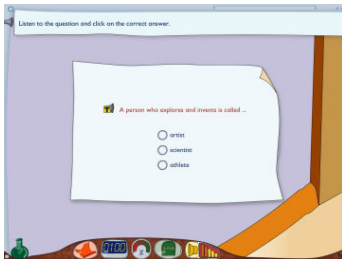 Listen to the question and click on the correct answer.
A person who explores and invents is called ...
artist
scientist
athlete